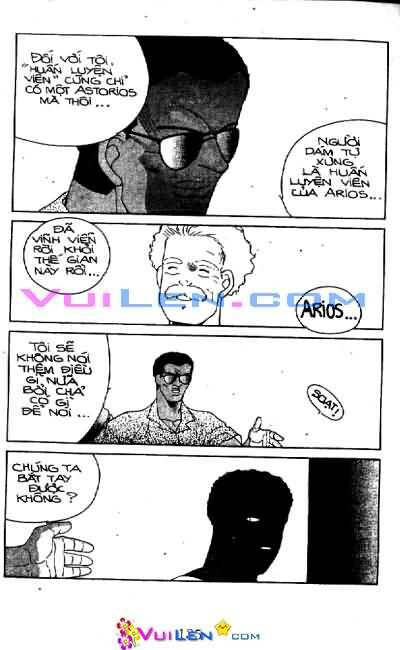 ĐỐI VỚI TÔI,
"HUẤN LUYỆN
VIÊN" CŨNG CHỈ
CÓ MỘT ASTORIOS
MÀ THÔI...
NGƯỜI
DÁM TỰ
XƯNG
LÀ HUẤN
LUYỆN VIÊN
CỦA ARIOS...
ĐÃ
VĨNH VIỄN
RỜI KHỎI
THẾ GIAN
NÀY RỒI...
VUILEN.COM
ARIOS...
TÔI SẼ
KHÔNG NÓI
THÊM ĐIỀU
GÌ NỮA
BỞI CHẢ
CÓ GÌ
ĐỂ NÓI...
SOẠT!
CHÚNG TA
BẮT TAY
ĐƯỢC
KHÔNG?
VUILEN.COM